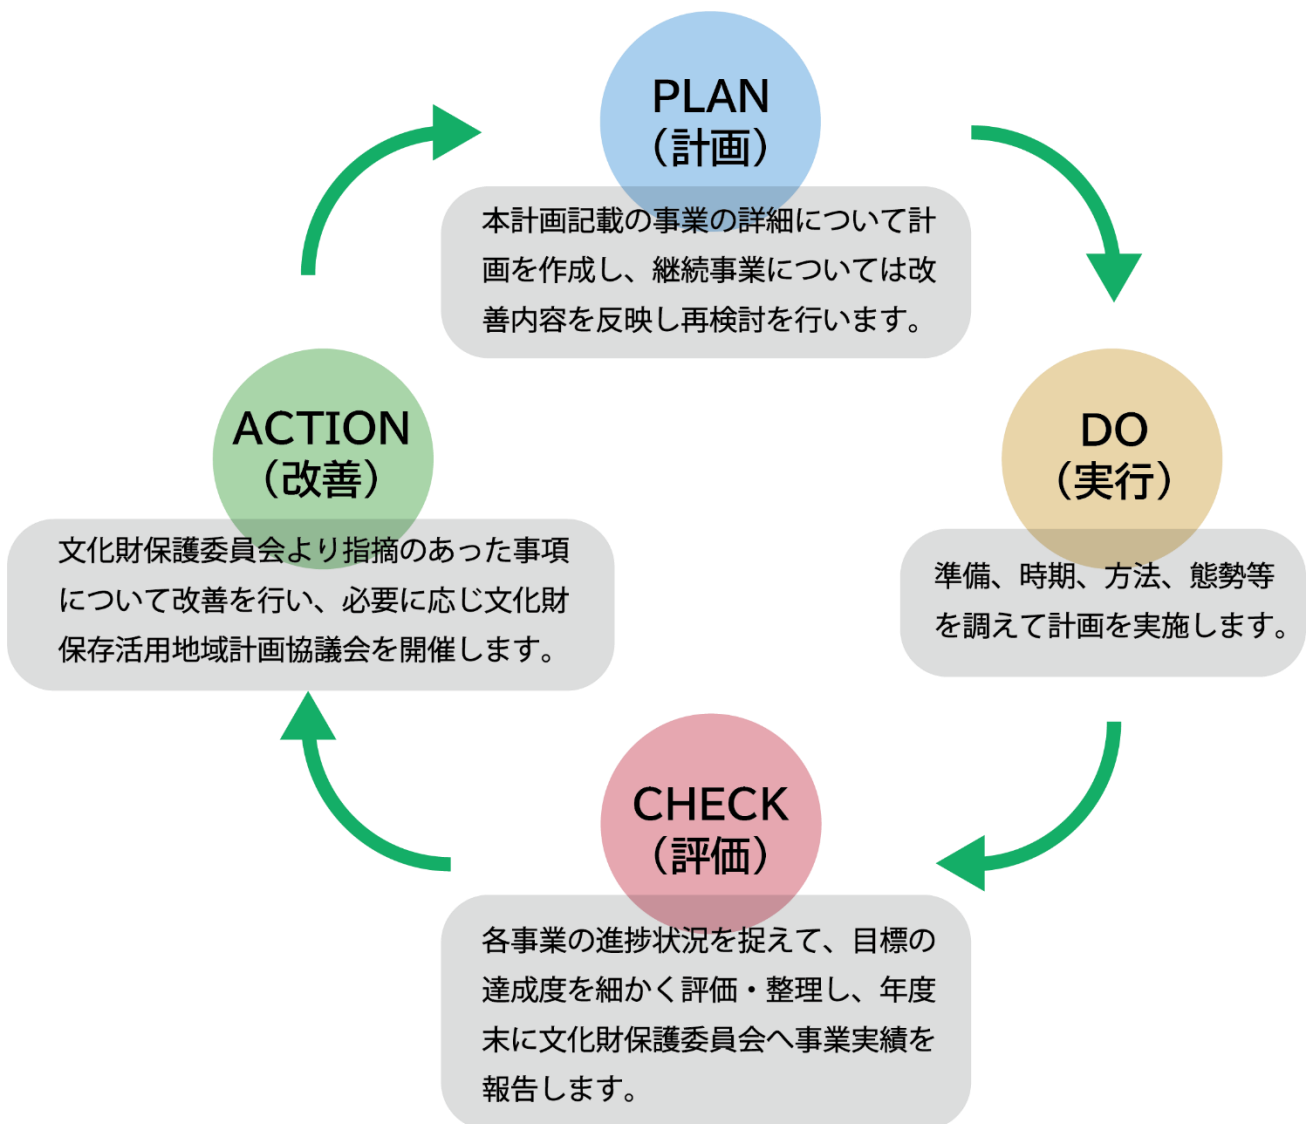 PLAN
（計画）
本計画記載の事業の詳細について計
画を作成し、継続事業については改
善内容を反映し再検討を行います。
DO
（実行）
準備、時期、方法、態勢等
を調えて計画を実施します。
CHECK
（評価）
各事業の進捗状況を捉えて、目標の
達成度を細かく評価・整理し、年度
末に文化財保護委員会へ事業実績を
報告します。
ACTION
（改善）
文化財保護委員会より指摘のあった事項
について改善を行い、必要に応じ文化財
保存活用地域計画協議会を開催します。